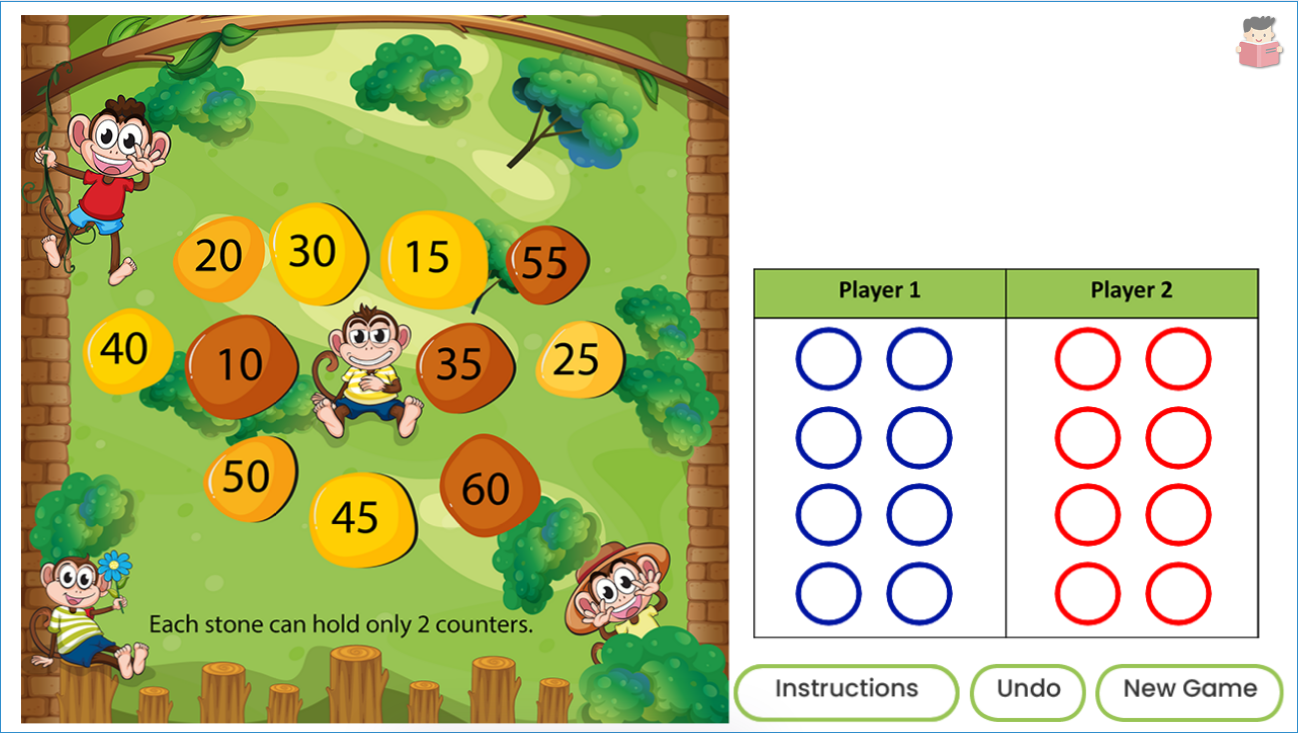 20 30 15 55
40 10 35 25
50 45 60
Each stone can hold only 2 counters.
Player 1 Player 2
Instructions Undo New Game